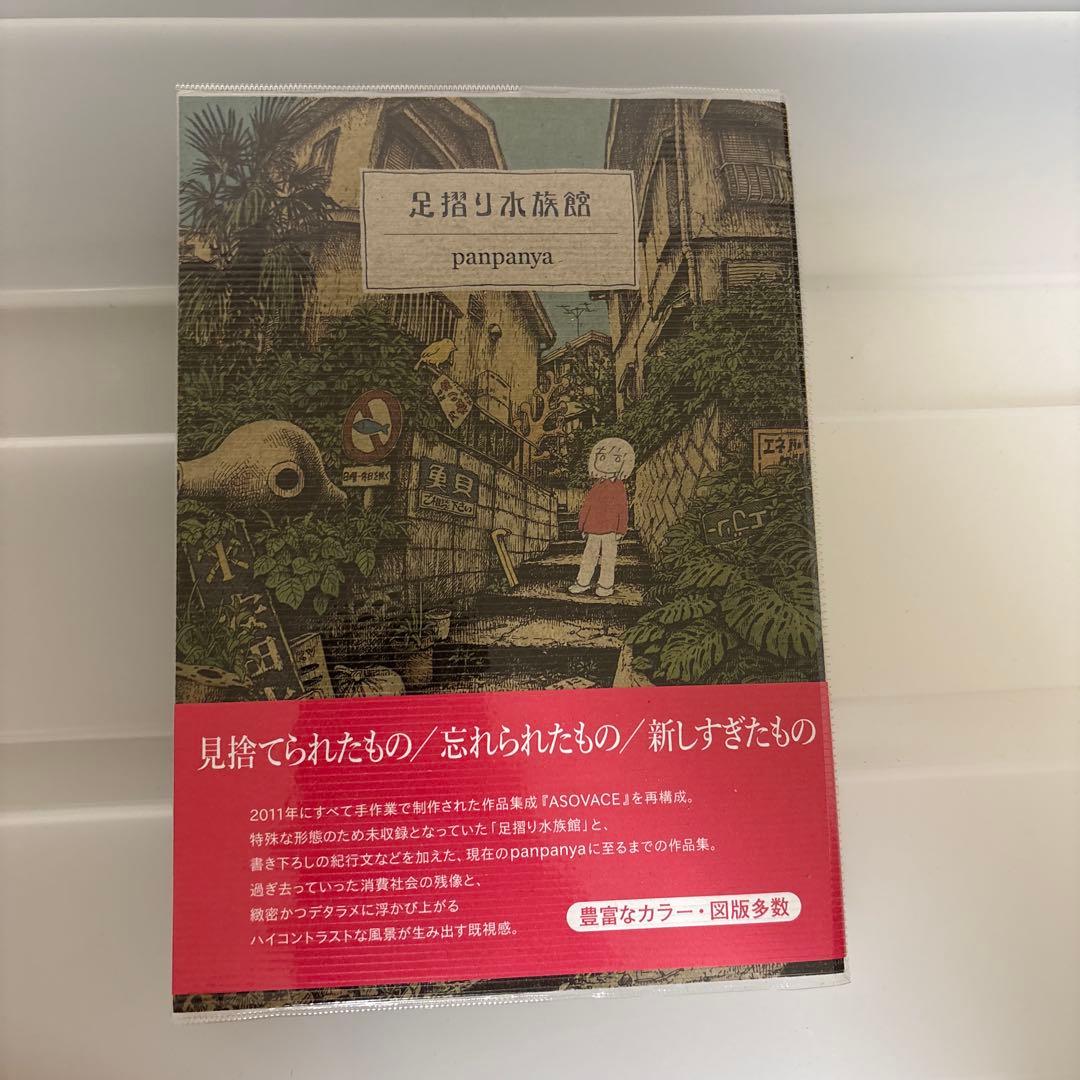 足摺り水族館
panpanya
魚貝
ご相談下さい
エネル
見捨てられたもの／忘れられたもの／新しすぎたもの
2011年にすべて手作業で制作された作品集成『ASOVACE』を再構成。
特殊な形態のため未収録となっていた「足摺り水族館」と、
書き下ろしの紀行文などを加えた、現在のpanpanyaに至るまでの作品集。
過ぎ去っていった消費社会の残像と、
緻密かつデタラメに浮かび上がる
ハイコントラストな風景が生み出す既視感。
豊富なカラー・図版多数